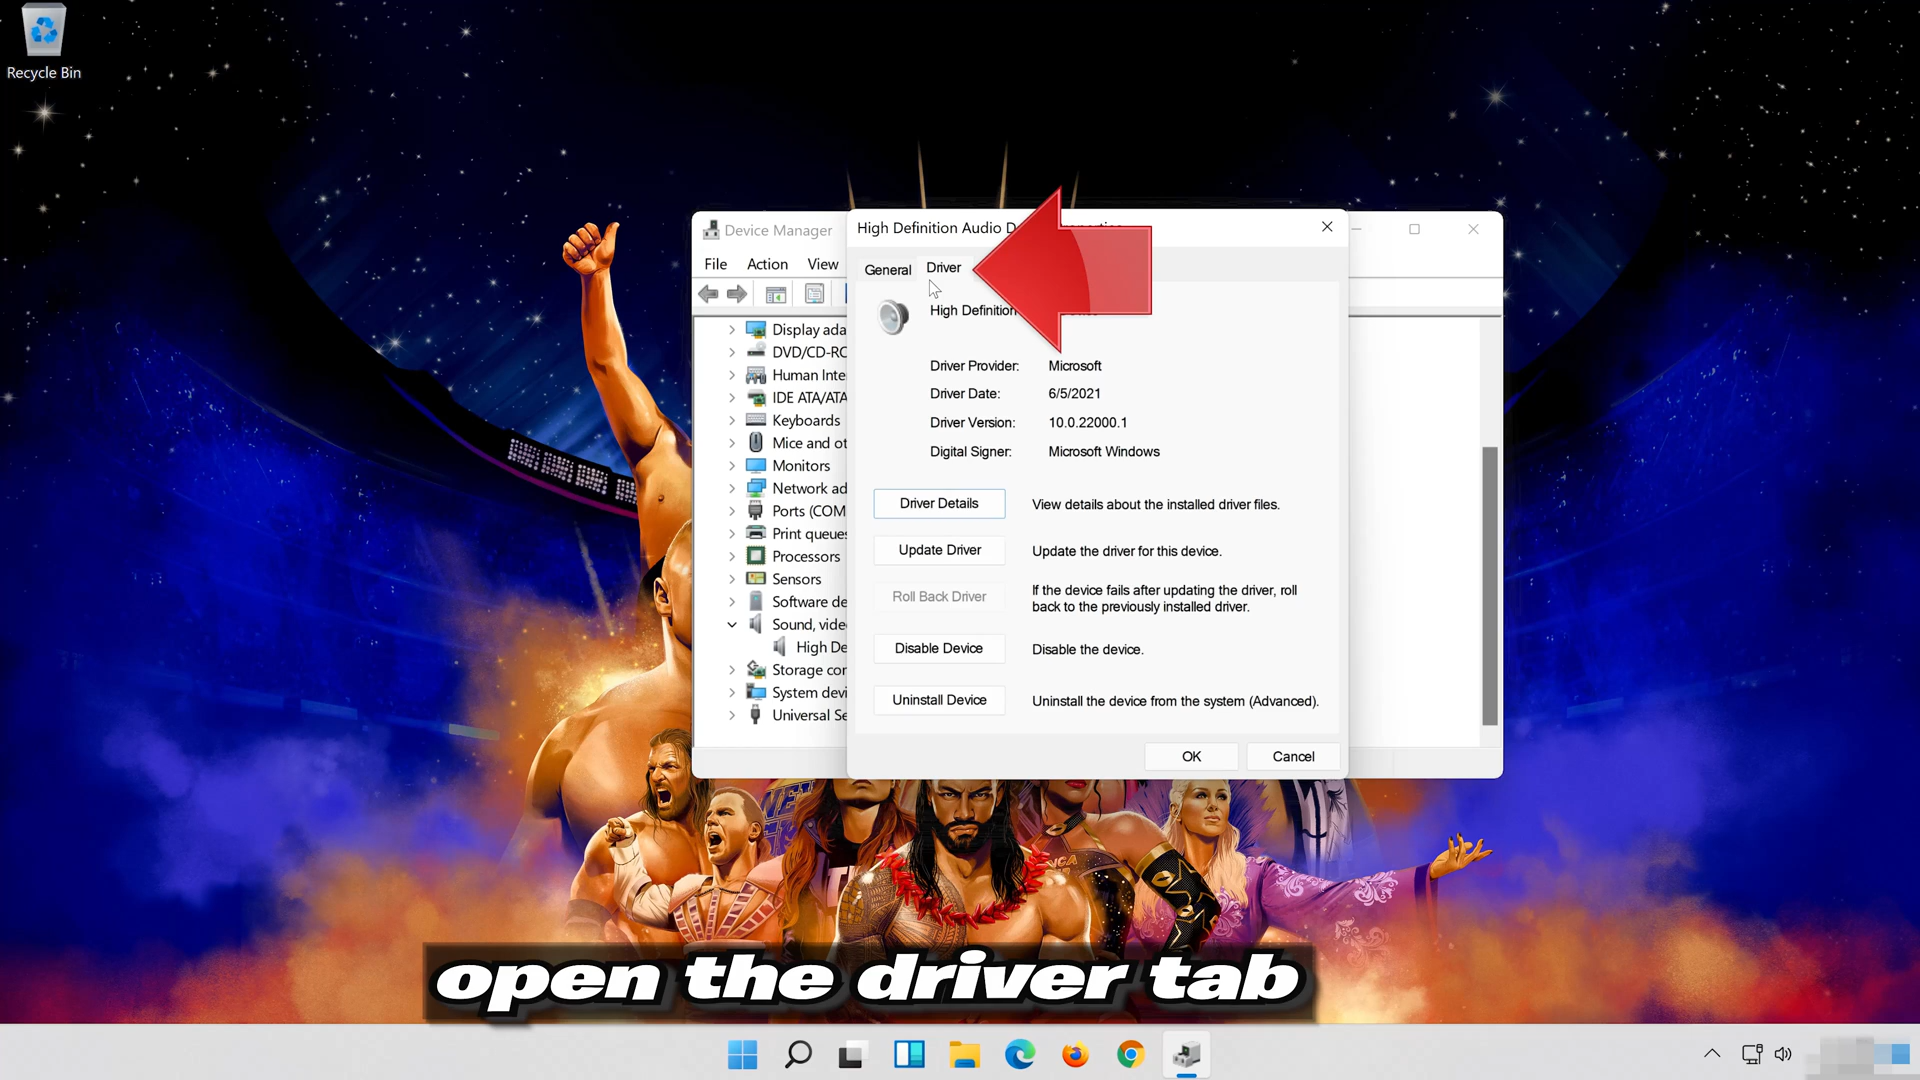 Recycle Bin
Device Manager
High Definition Audio D
File
Action
View
General
Driver
High Definition
Display ada
DVD/CD-RC
Human Inte
IDE ATA/ATA
Keyboards
Mice and ot
Monitors
Network ad
Ports (COM
Print queues
Processors
Sensors
Software de
Sound, vide
High De
Storage cor
System devi
Universal Se
Driver Provider:
Microsoft
Driver Date:
6/5/2021
Driver Version:
10.0.22000.1
Digital Signer:
Microsoft Windows
Driver Details
View details about the installed driver files.
Update Driver
Update the driver for this device.
Roll Back Driver
If the device fails after updating the driver, roll
back to the previously installed driver.
Disable Device
Disable the device.
Uninstall Device
Uninstall the device from the system (Advanced).
OK
Cancel
open the driver tab